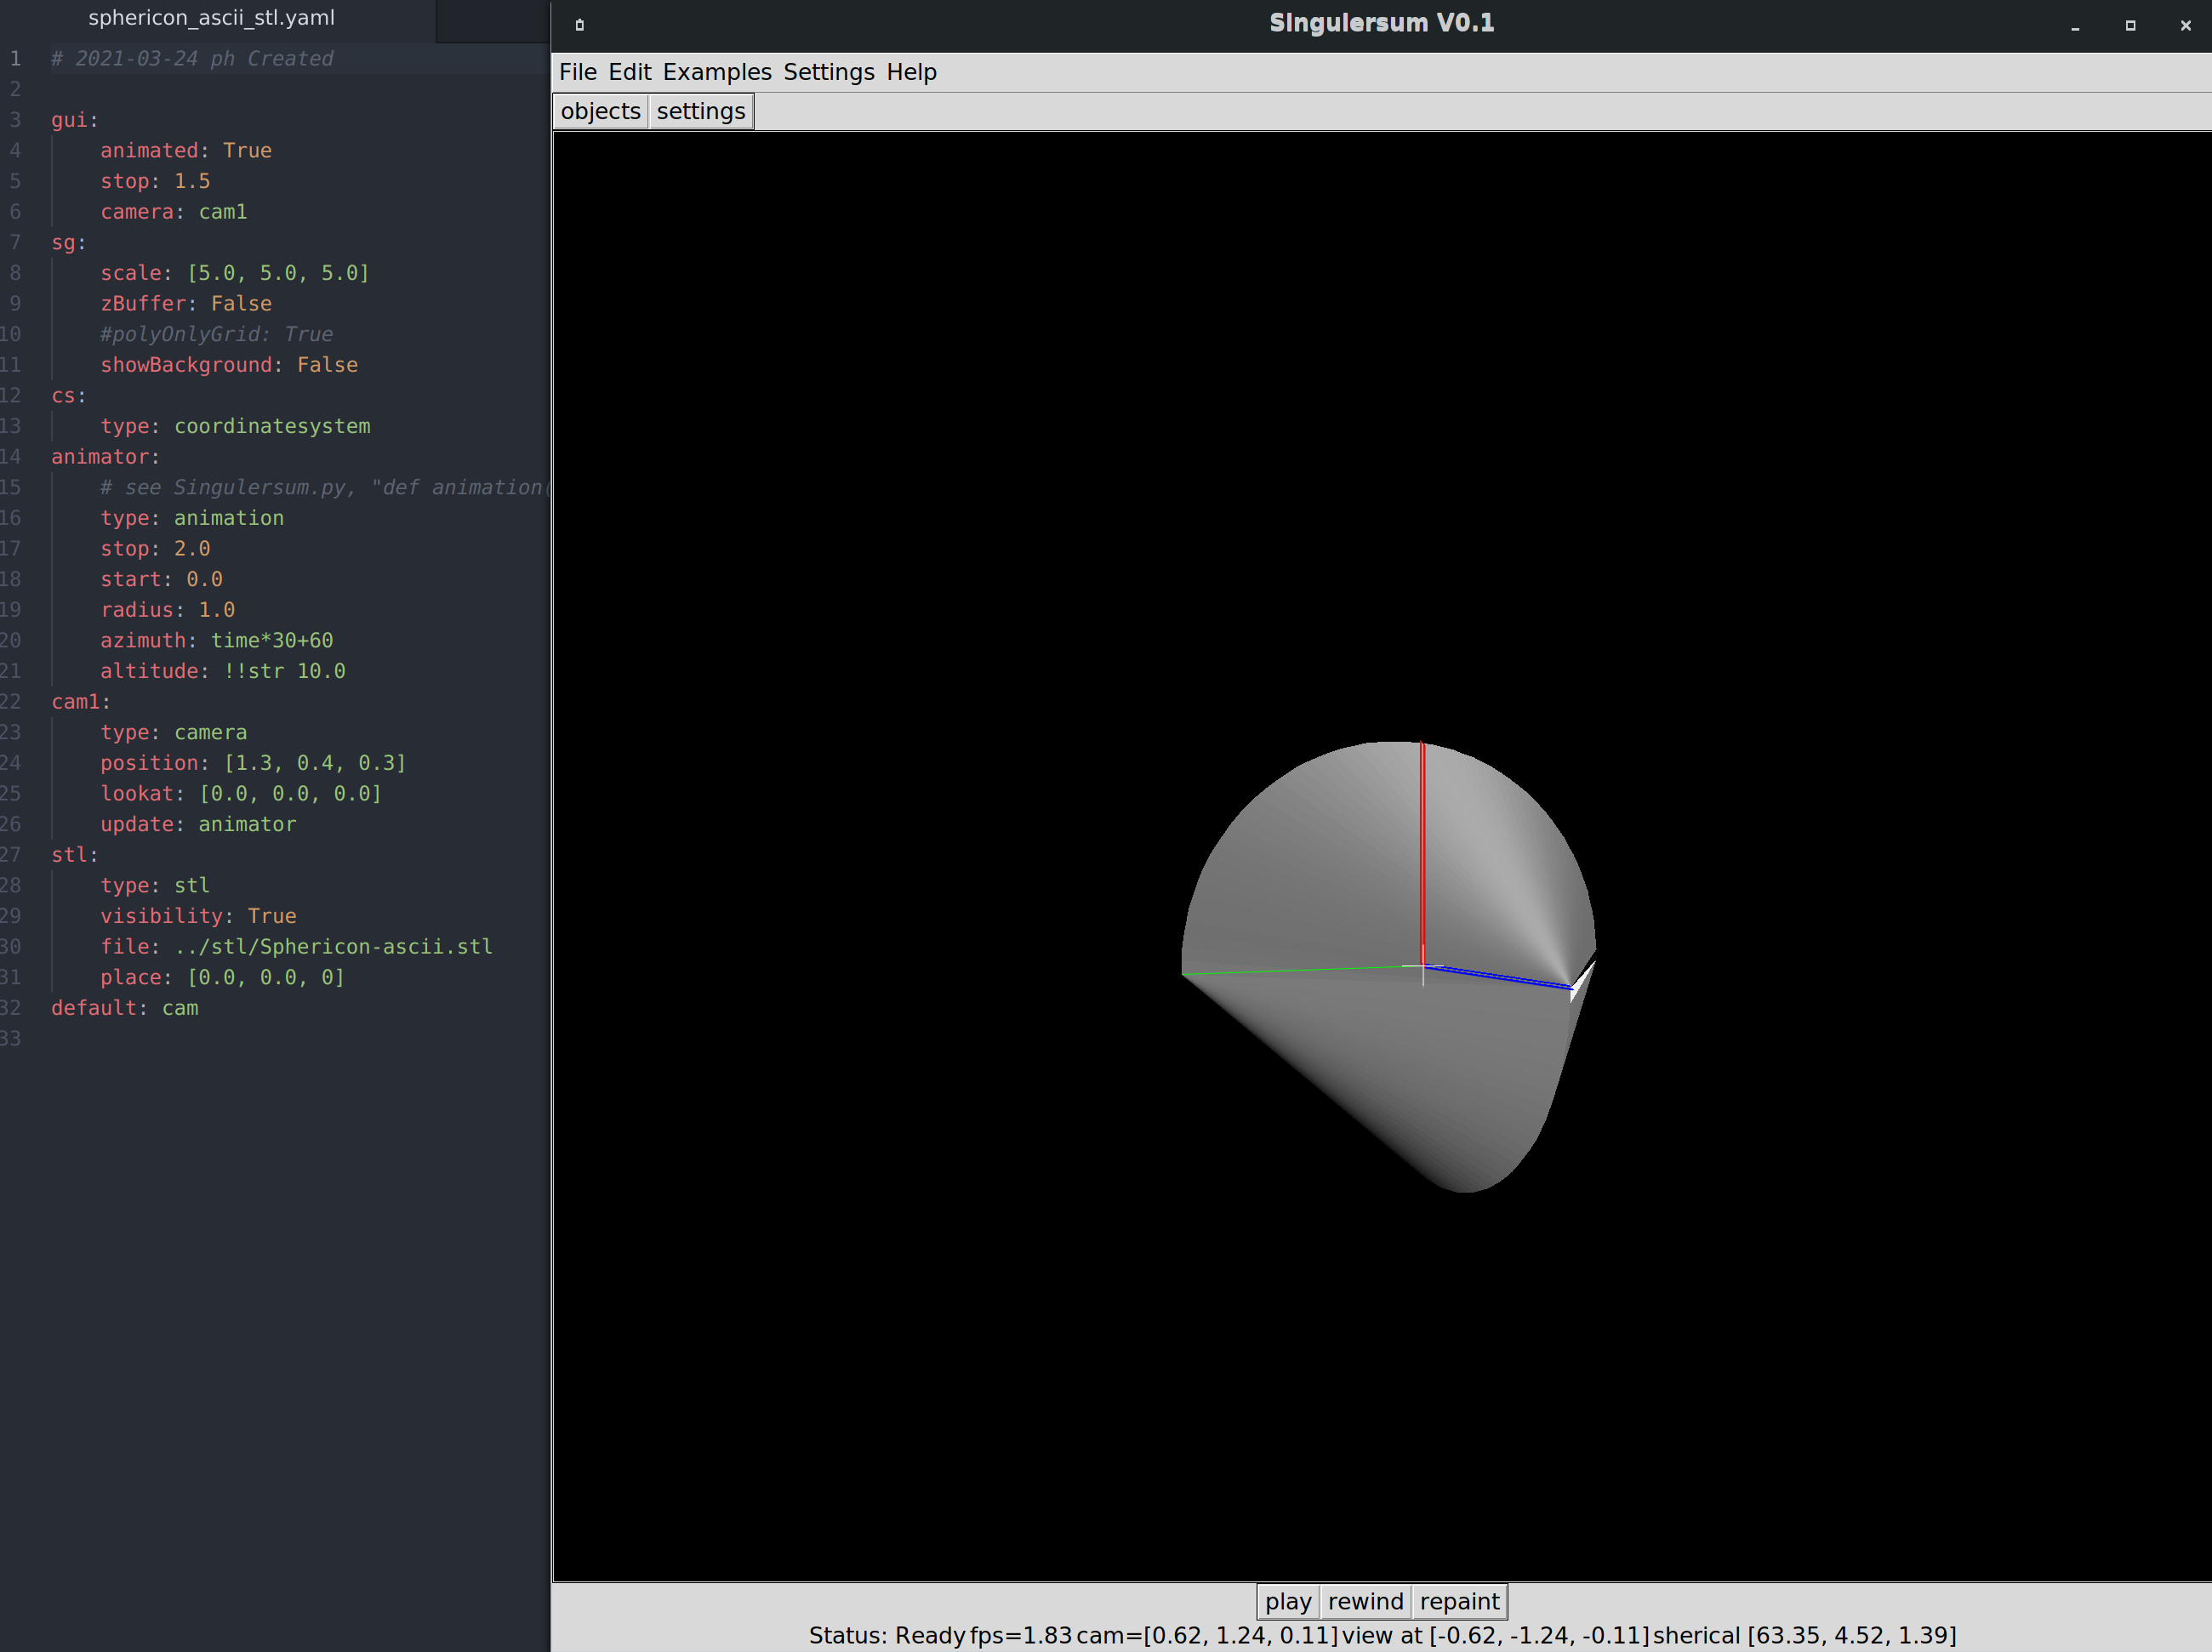 sphericon_ascii_stl.yaml
1 # 2021-03-24 ph Created
2
3 gui:
4 animated: True
5 stop: 1.5
6 camera: cam1
7 sg:
8 scale: [5.0, 5.0, 5.0]
9 zBuffer: False
10 #polyOnlyGrid: True
11 showBackground: False
12 cs:
13 type: coordinatesystem
14 animator:
15 # see Singulersum.py, "def animation(
16 type: animation
17 stop: 2.0
18 start: 0.0
19 radius: 1.0
20 azimuth: time*30+60
21 altitude: !!str 10.0
22 cam1:
23 type: camera
24 position: [1.3, 0.4, 0.3]
25 lookat: [0.0, 0.0, 0.0]
26 update: animator
27 stl:
28 type: stl
29 visibility: True
30 file: ../stl/Sphericon-ascii.stl
31 place: [0.0, 0.0, 0]
32 default: cam
33
Singulersum V0.1
File Edit Examples Settings Help
objects settings
play rewind repaint
Status: Ready fps=1.83 cam=[0.62, 1.24, 0.11] view at [-0.62, -1.24, -0.11] sherical [63.35, 4.52, 1.39]